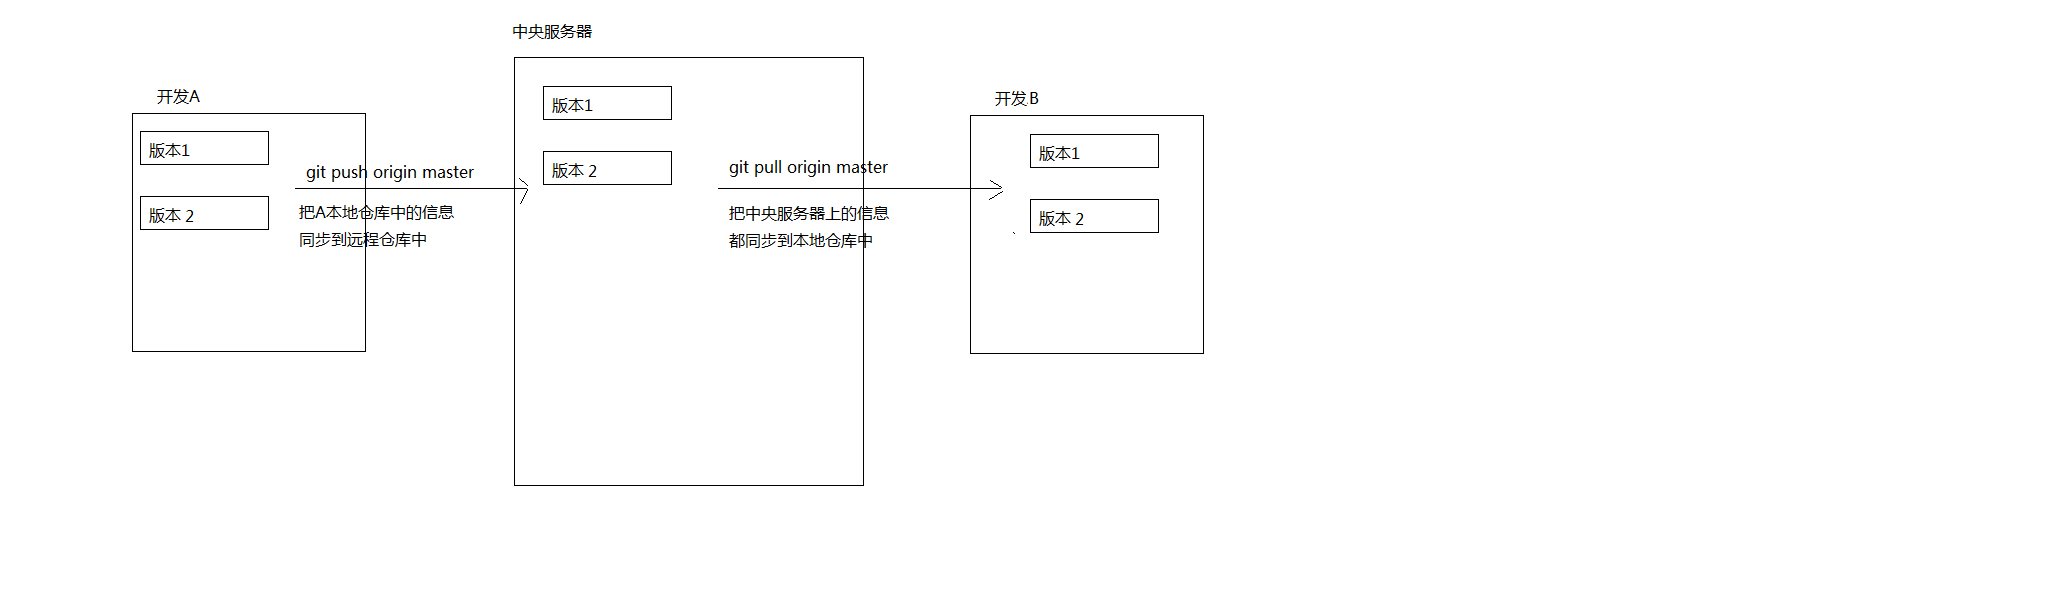 中央服务器
开发A
版本1
版本 2
git push origin master
把A本地仓库中的信息
同步到远程仓库中
版本1
版本 2
git pull origin master
把中央服务器上的信息
都同步到本地仓库中
开发B
版本1
版本 2